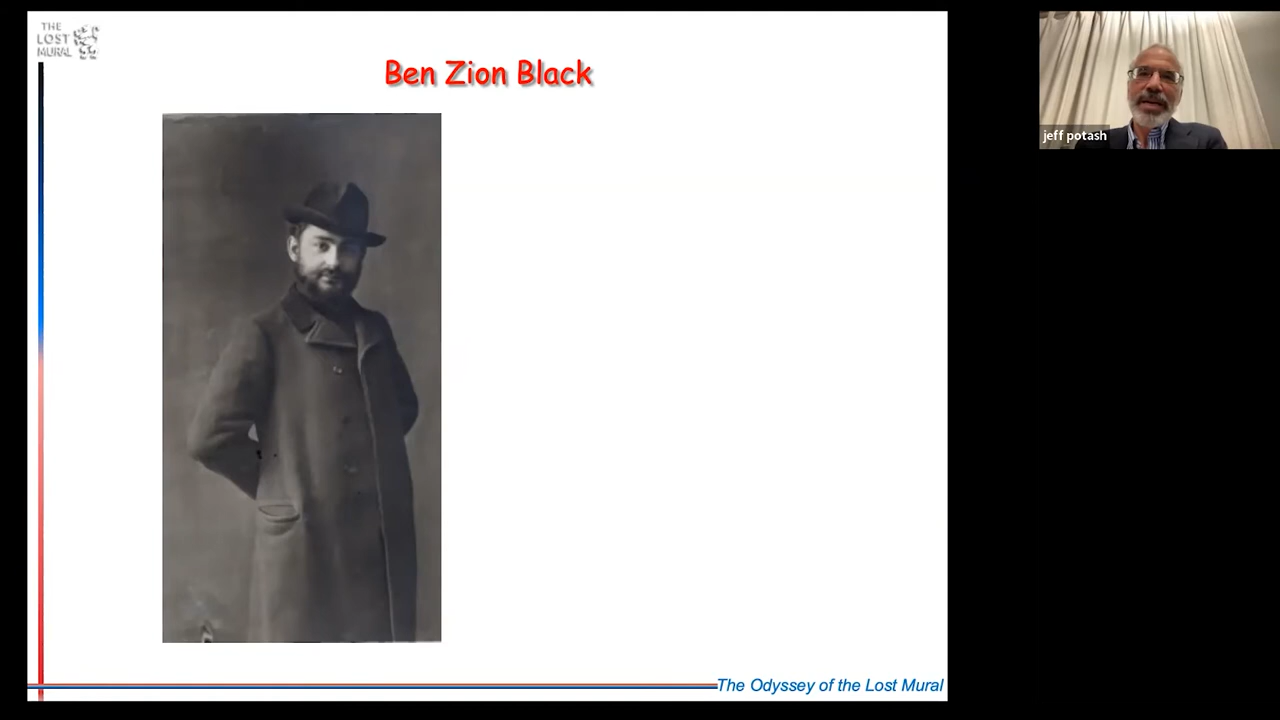 THE
LOST
MURAL
Ben Zion Black
jeff potash
The Odyssey of the Lost Mural